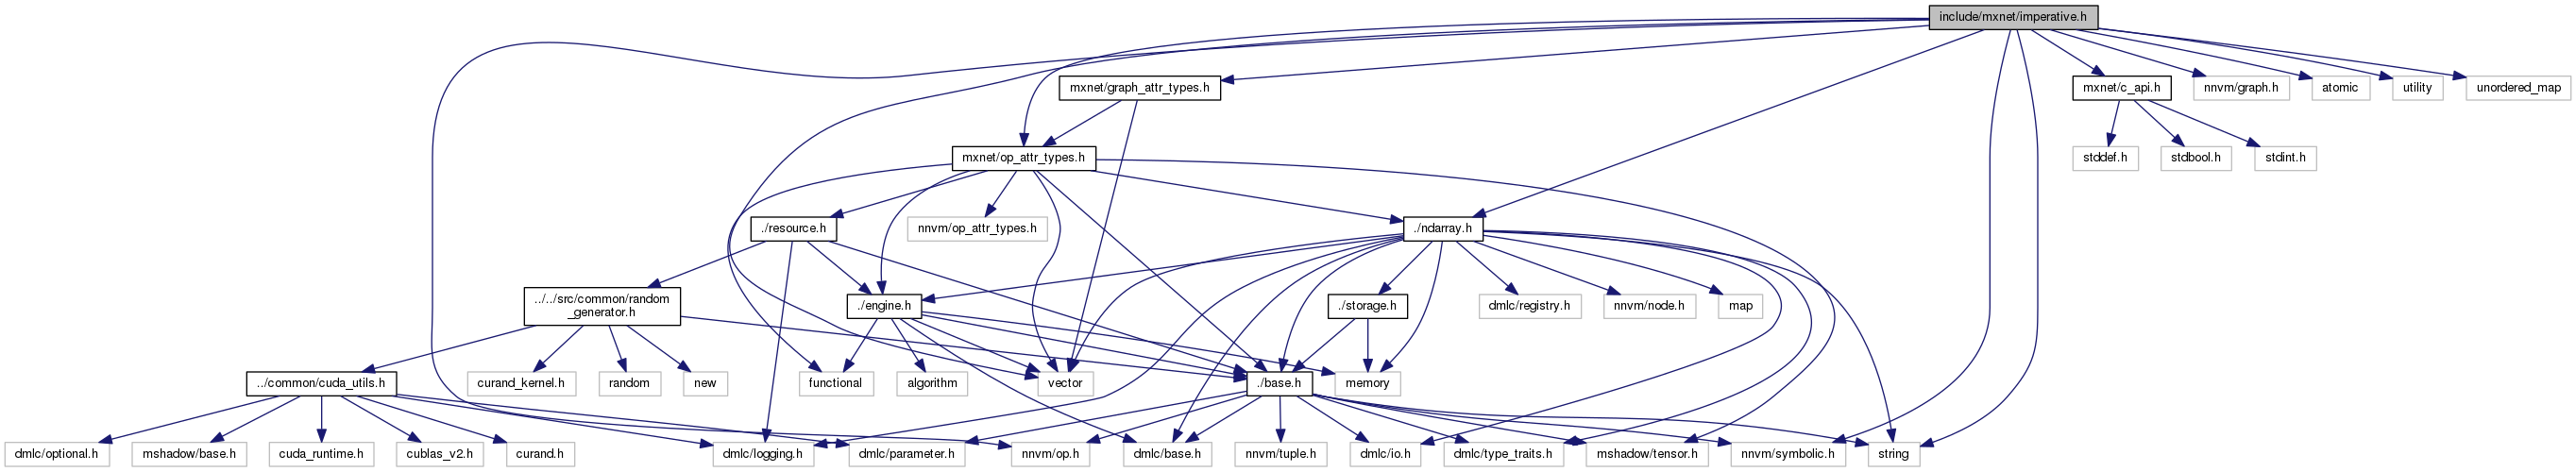 include/mxnet/imperative.h
mxnet/graph_attr_types.h
mxnet/c_api.h
nnvm/graph.h
atomic
utility
unordered_map
mxnet/op_attr_types.h
stddef.h
stdbool.h
stdint.h
./resource.h
nnvm/op_attr_types.h
./ndarray.h
../../src/common/random
_generator.h
./engine.h
./storage.h
dmlc/registry.h
nnvm/node.h
map
../common/cuda_utils.h
curand_kernel.h
random
new
functional
algorithm
vector
./base.h
memory
dmlc/optional.h
mshadow/base.h
cuda_runtime.h
cublas_v2.h
curand.h
dmlc/logging.h
dmlc/parameter.h
nnvm/op.h
dmlc/base.h
nnvm/tuple.h
dmlc/io.h
dmlc/type_traits.h
mshadow/tensor.h
nnvm/symbolic.h
string